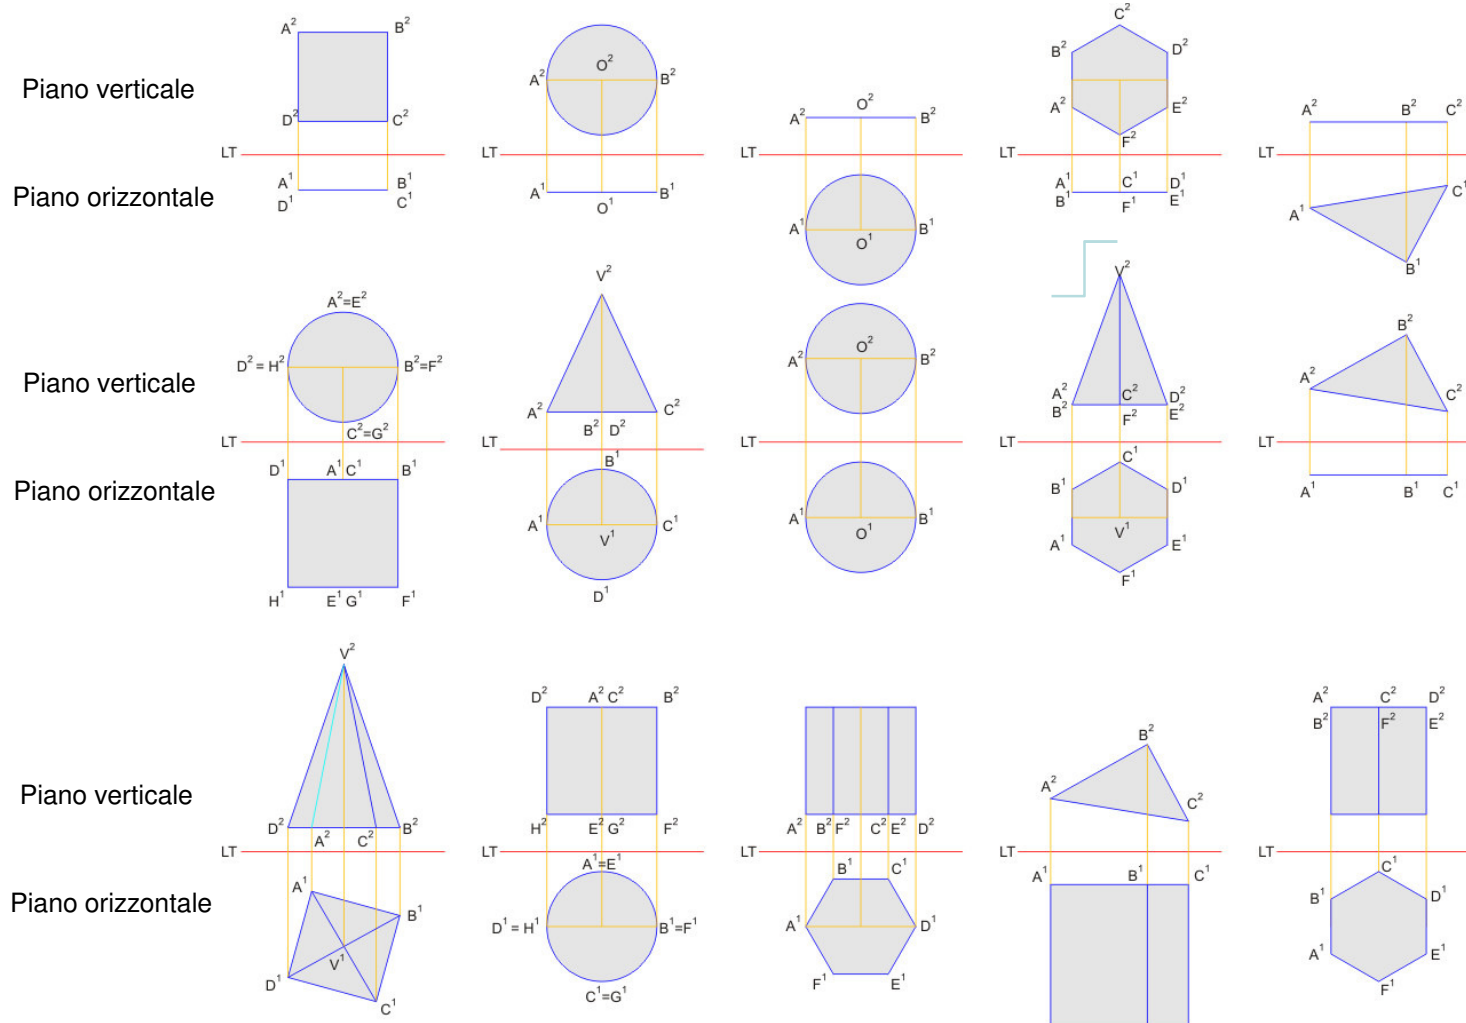 A² B² O² C²
B² D²
Piano verticale A² B²
D² C² A² E² A² O² B² F² A² B² C²
LT LT LT LT LT
Piano orizzontale A¹ B¹ A¹ O¹ B¹ A¹ C¹ D¹
D¹ C¹ B¹ F¹ E¹
A¹ O¹ B¹ A¹ B¹ C¹
A²=E² V² V²
Piano verticale D² = H² B²=F² A² O² B² A² B² C²
C²=G² A² C² A² C² D²
B² D² B² F² E²
LT LT LT LT LT
Piano orizzontale D¹ A¹ C¹ B¹ B¹ C¹ A¹ B¹ C¹
A¹ V¹ C¹ A¹ O¹ B¹ B¹ D¹
A¹ V¹ E¹
H¹ E¹ G¹ F¹ D¹ F¹
V²
D² A² C² B² A² C² D²
B² F² E²
Piano verticale A² B² C²
D² A² C² B² H² E² G² F² A² B² F² C² E² D²
LT LT LT LT LT
A¹=E¹ B¹ C¹ A¹ B¹ C¹ C¹
Piano orizzontale A¹ B¹ D¹ = H¹ B¹=F¹ A¹ D¹ B¹ D¹
D¹ V¹ C¹ C¹=G¹ F¹ E¹ A¹ E¹
F¹